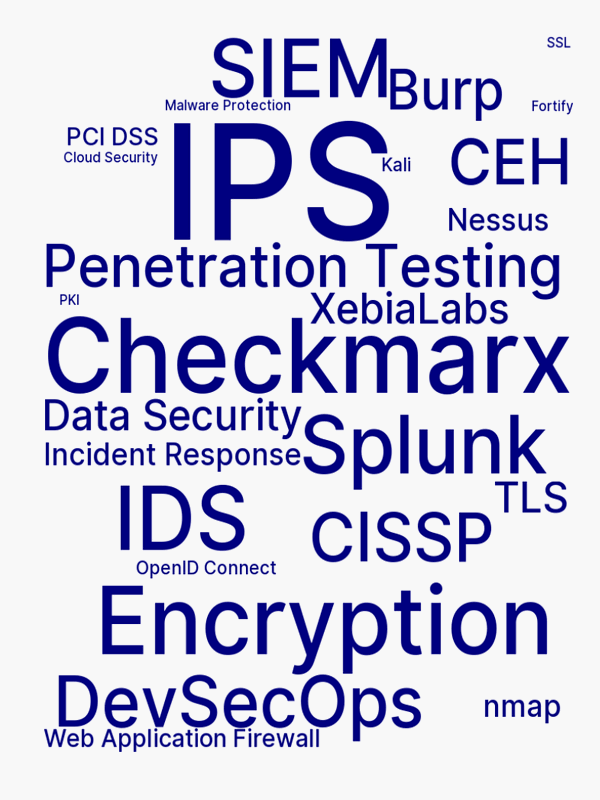 SSL
SIEM
Burp
Malware Protection
Fortify
PCI DSS
IPS
CEH
Cloud Security
Kali
Nessus
Penetration Testing
PKI
XebiaLabs
Checkmarx
Data Security
Splunk
Incident Response
TLS
IDS
CISSP
OpenID Connect
Encryption
DevSecOps
nmap
Web Application Firewall